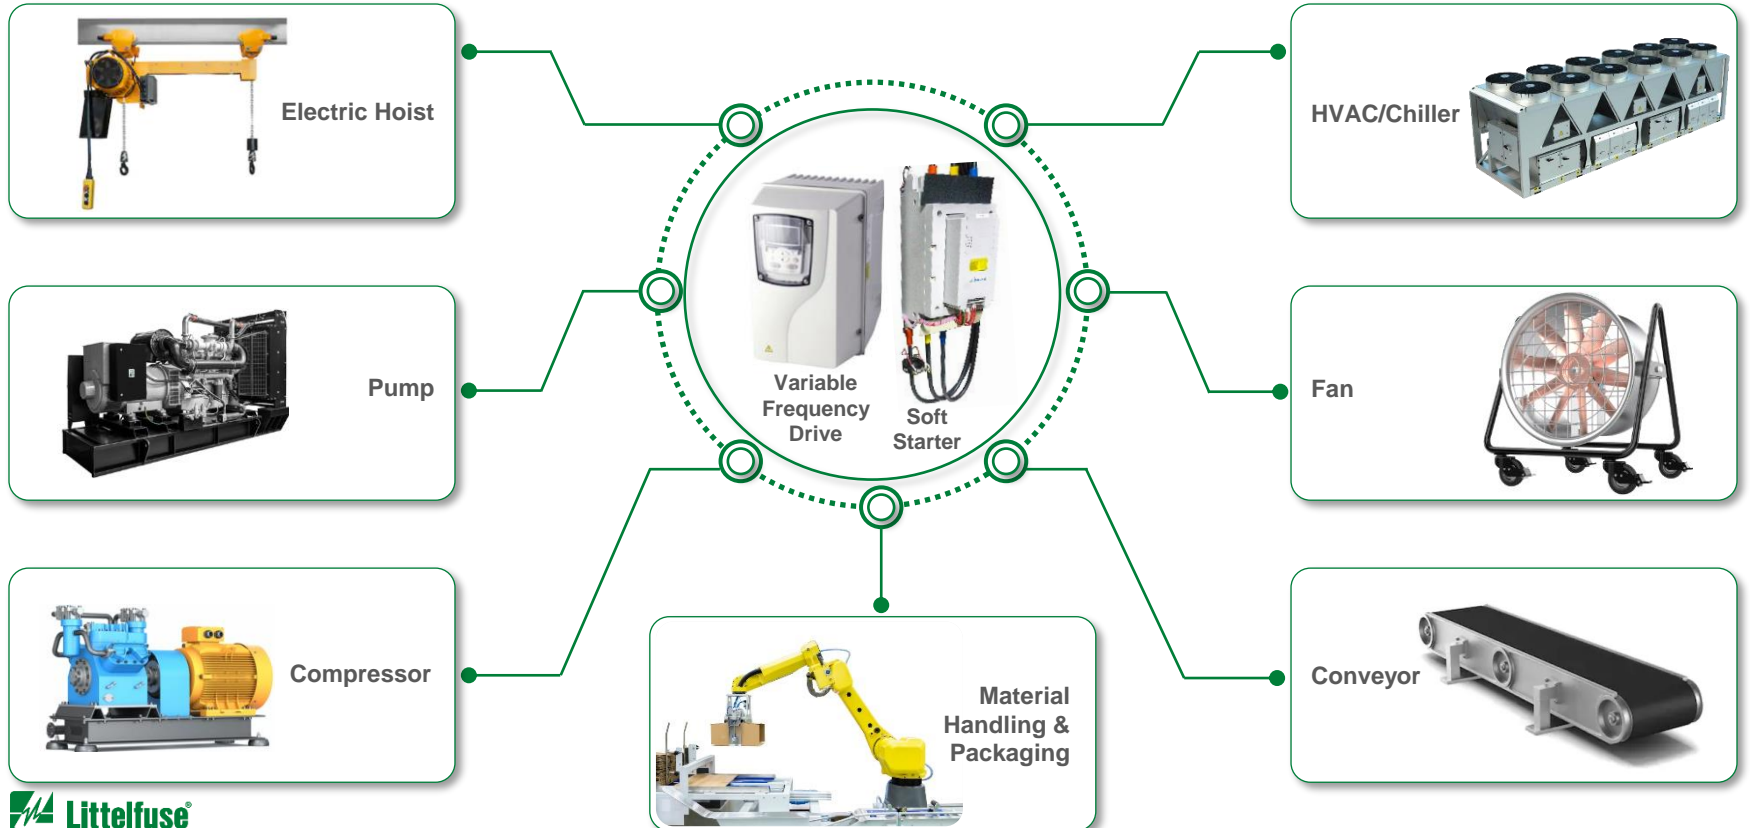 Electric Hoist
HVAC/Chiller
Variable
Frequency
Drive
Soft
Starter
Pump
Fan
Compressor
Material
Handling &
Packaging
Conveyor
Littelfuse®